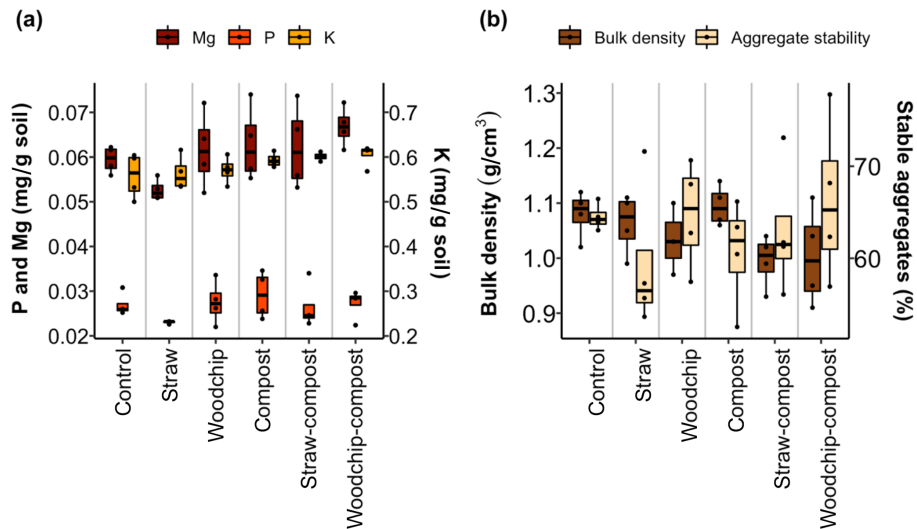 (a)
Mg P K
P and Mg (mg/g soil)
0.07
0.06
0.05
0.04
0.03
0.02
0.7
0.6
0.5
0.4
0.3
0.2
K (mg/g soil)
Control
Straw
Woodchip
Compost
Straw-compost
Woodchip-compost
(b)
Bulk density Aggregate stability
Bulk density (g/cm³)
1.3
1.2
1.1
1.0
0.9
70
60
Stable aggregates (%)
Control
Straw
Woodchip
Compost
Straw-compost
Woodchip-compost